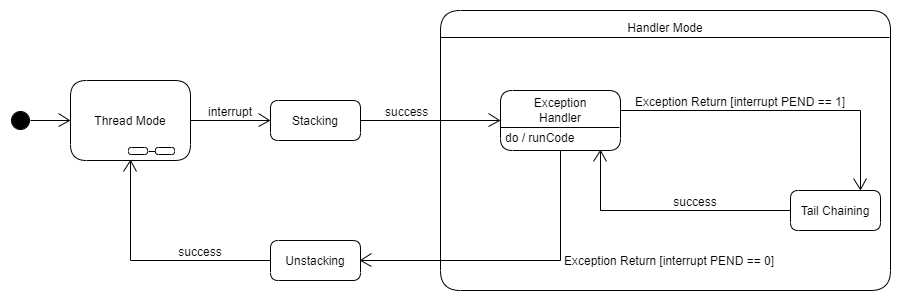 Handler Mode
Thread Mode
interrupt
Stacking
success
Exception
Handler
do / runCode
Exception Return [interrupt PEND == 1]
Tail Chaining
success
Exception Return [interrupt PEND == 0]
Unstacking
success